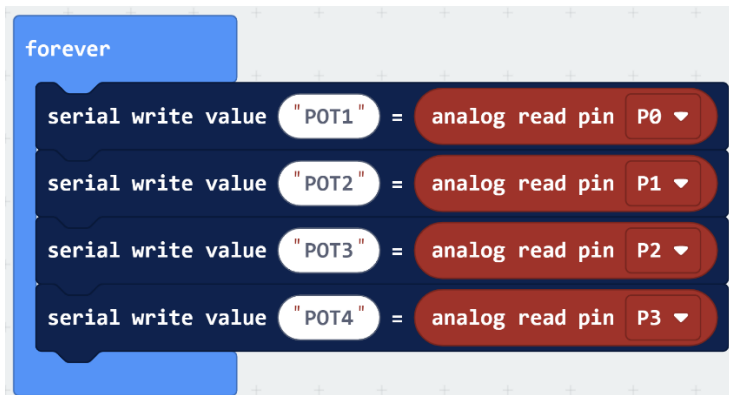 forever
serial write value "POT1" = analog read pin P0
serial write value "POT2" = analog read pin P1
serial write value "POT3" = analog read pin P2
serial write value "POT4" = analog read pin P3